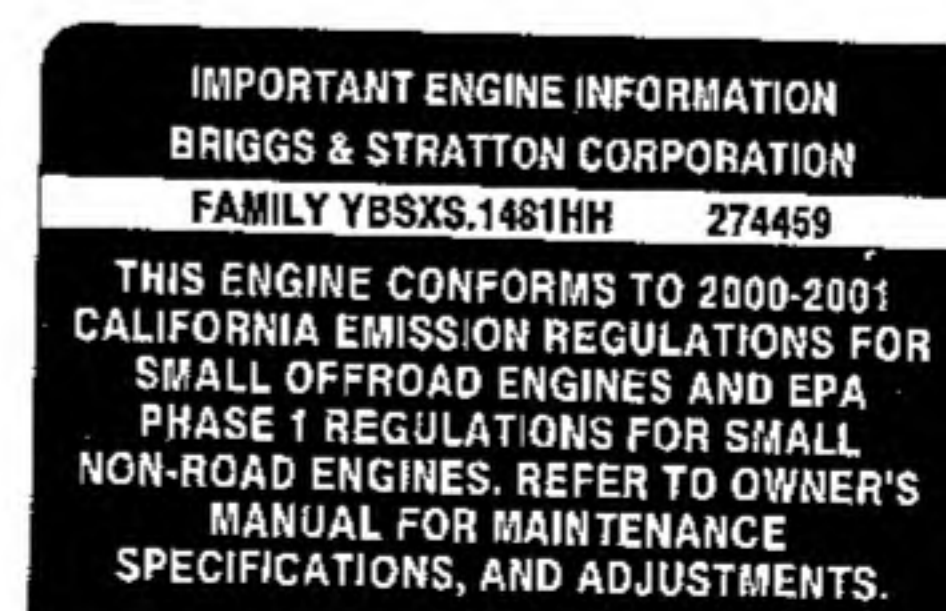 IMPORTANT ENGINE INFORMATION
BRIGGS & STRATTON CORPORATION
FAMILY YBSXS.1481HH 274459
THIS ENGINE CONFORMS TO 2000-2001
CALIFORNIA EMISSION REGULATIONS FOR
SMALL OFFROAD ENGINES AND EPA
PHASE 1 REGULATIONS FOR SMALL
NON-ROAD ENGINES. REFER TO OWNER'S
MANUAL FOR MAINTENANCE
SPECIFICATIONS, AND ADJUSTMENTS.